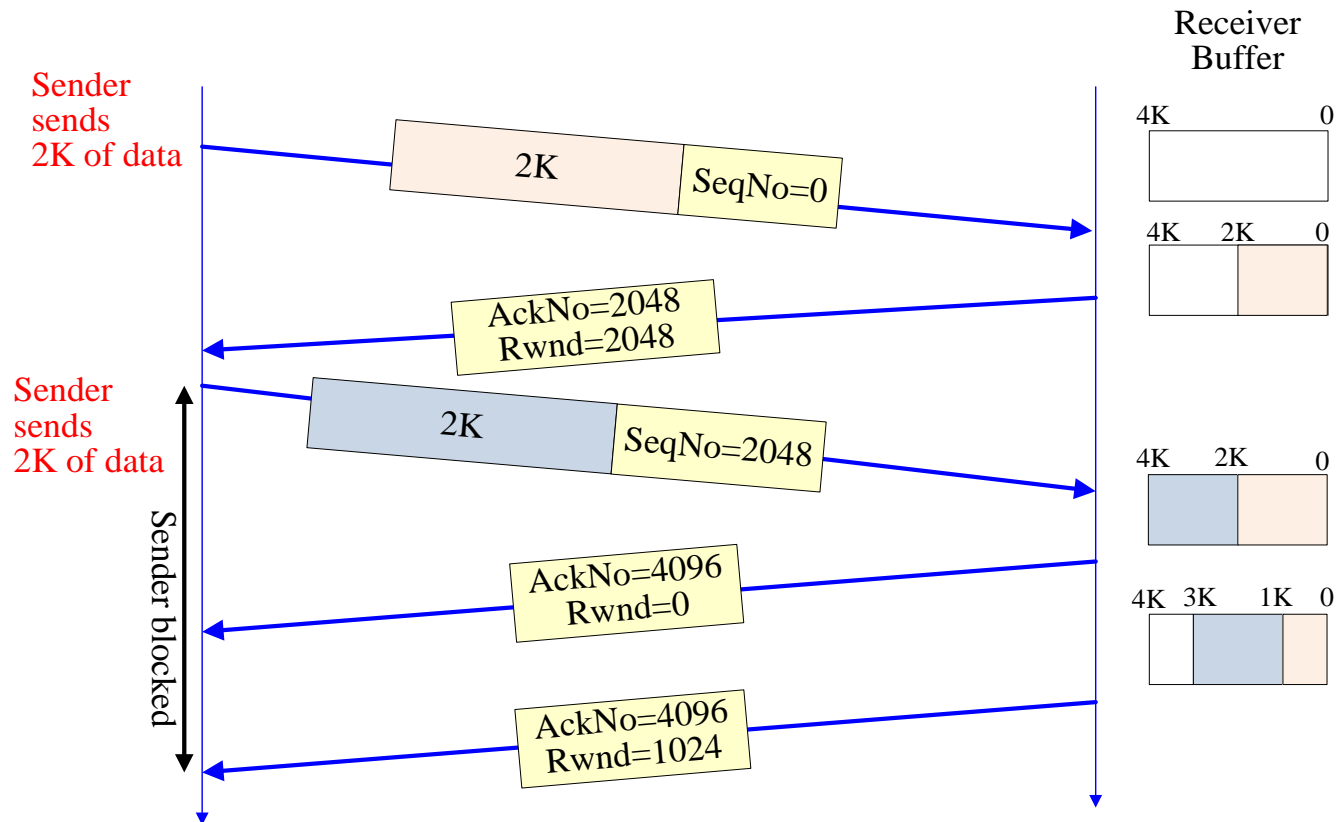 Receiver
Buffer
Sender
sends
2K of data
4K 0
2K
SeqNo=0
4K 2K 0
AckNo=2048
Rwnd=2048
Sender
sends
2K of data
2K
SeqNo=2048
4K 2K 0
Sender blocked
AckNo=4096
Rwnd=0
4K 3K 1K 0
AckNo=4096
Rwnd=1024